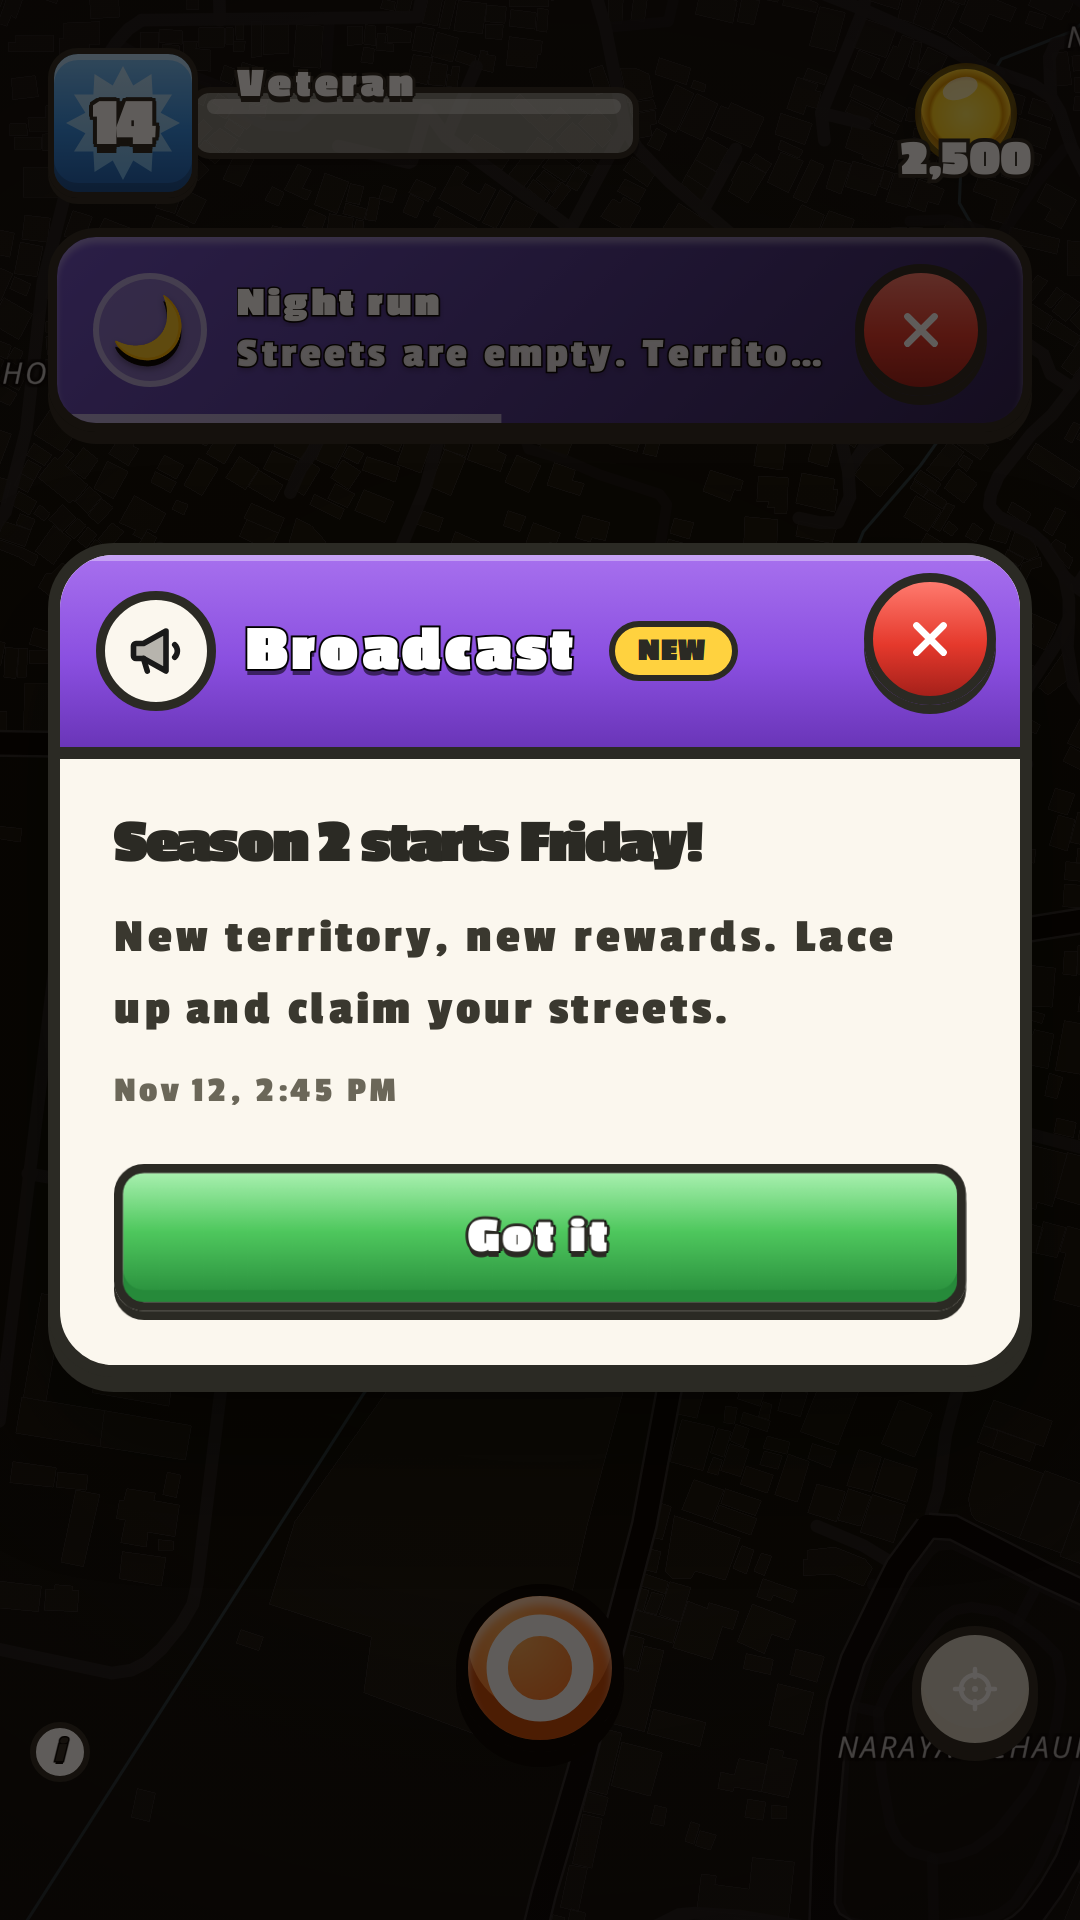 14
Veteran
2,500
Night run
Streets are empty. Territo...
HO
Broadcast
NEW
Season 2 starts Friday!
New territory, new rewards. Lace
up and claim your streets.
Nov 12, 2:45 PM
Got it
i